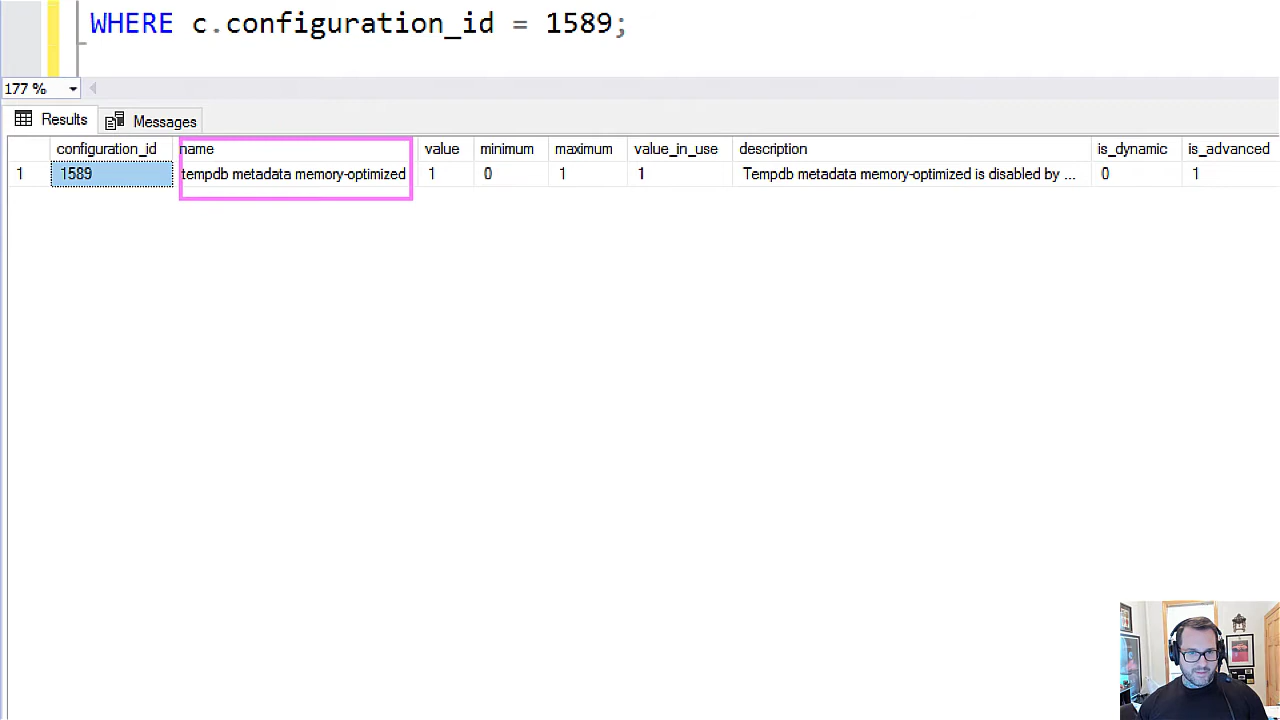 WHERE c.configuration_id = 1589;
177 %
Results Messages
configuration_id name value minimum maximum value_in_use description is_dynamic is_advanced
1 1589 tempdb metadata memory-optimized 1 0 1 1 Tempdb metadata memory-optimized is disabled by ... 0 1